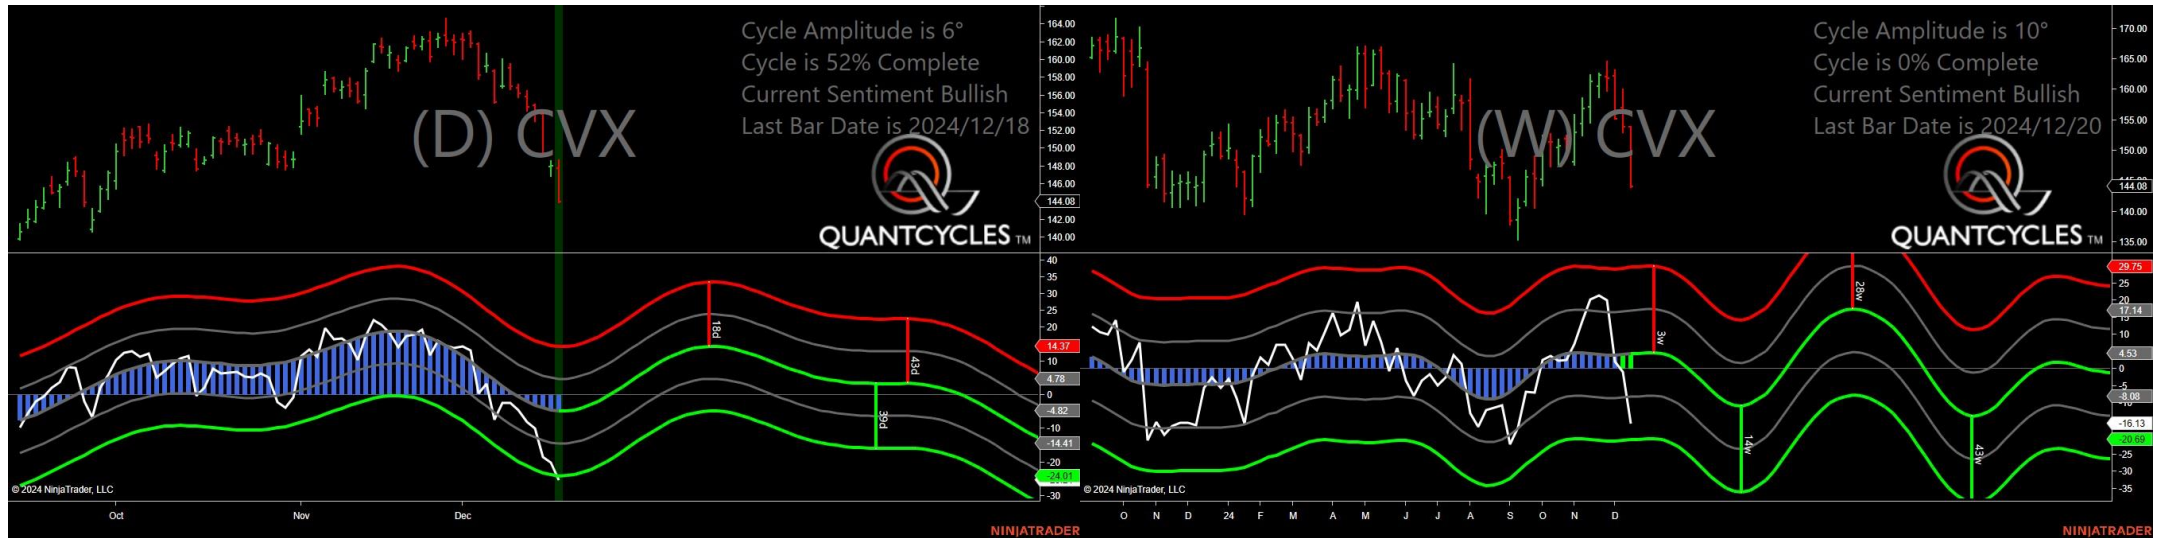 Cycle Amplitude is 6°
Cycle is 52% Complete
Current Sentiment Bullish
Last Bar Date is 2024/12/18
(D) CVX
QUANTCYCLES TM
164.00
162.00
160.00
158.00
156.00
154.00
152.00
150.00
148.00
146.00
144.08
142.00
140.00
40
35
30
25
20
14.37
10
4.78
0
-4.82
-10
-14.41
-20
-24.01
-30
18d
43d
39d
© 2024 NinjaTrader, LLC
Oct
Nov
Dec
NINJATRADER
Cycle Amplitude is 10°
Cycle is 0% Complete
Current Sentiment Bullish
Last Bar Date is 2024/12/20
(W) CVX
QUANTCYCLES TM
170.00
165.00
160.00
155.00
150.00
144.08
140.00
135.00
29.75
25
20
17.14
10
4.53
0
-5
-8.08
-16.13
-20.69
-25
-30
-35
3w
28w
14w
43w
© 2024 NinjaTrader, LLC
O
N
D
24
F
M
A
M
J
J
A
S
O
N
D
NINJATRADER